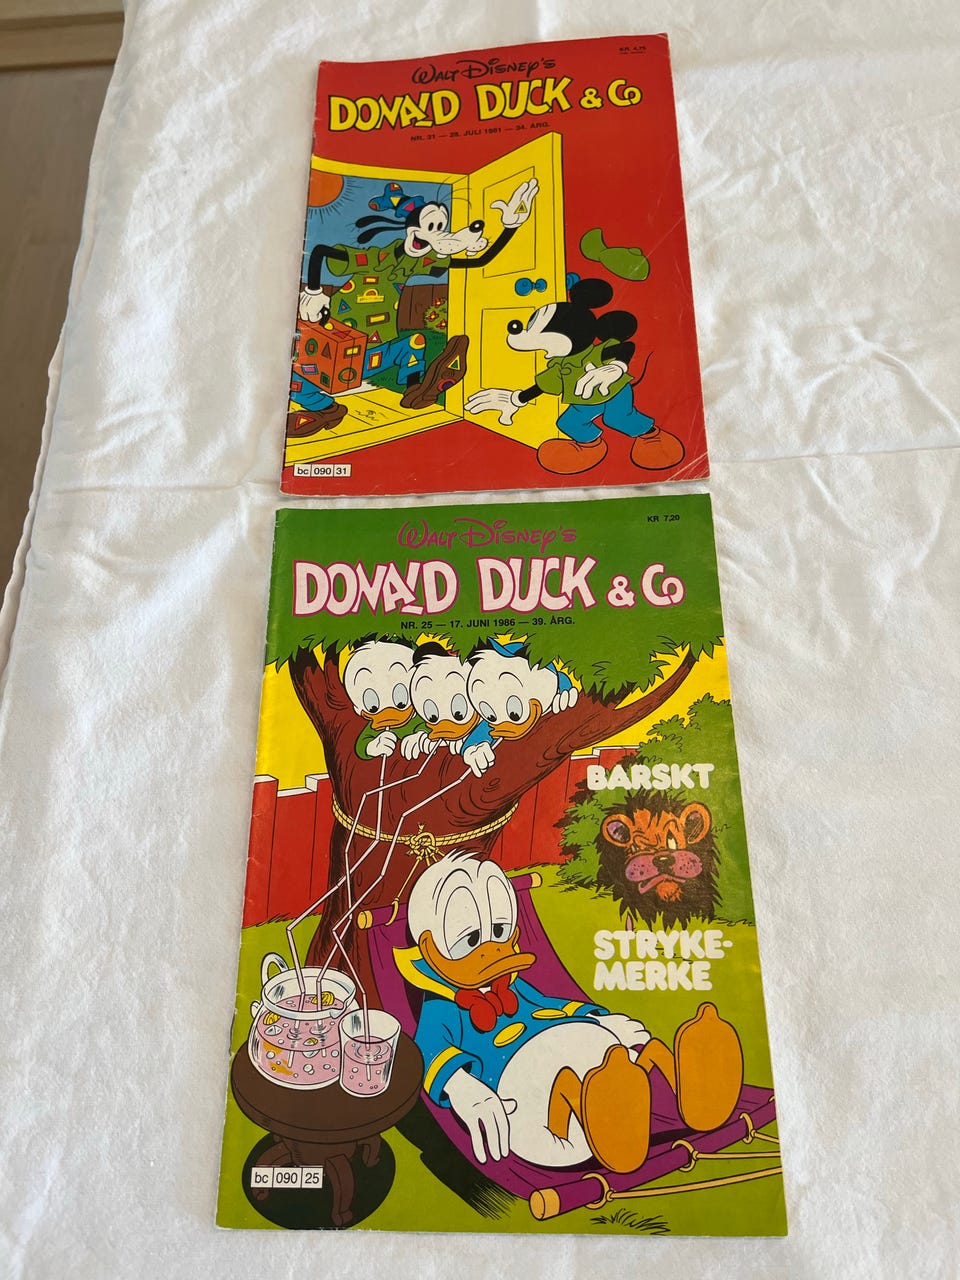 KR. 4,75
WALT DISNEY'S
DONALD DUCK & Co
NR. 31 — 28. JULI 1981 — 34. ÅRG.
bc 090 31
KR 7,20
WALT DISNEY'S
DONALD DUCK & Co
NR. 25 — 17. JUNI 1986 — 39. ÅRG.
BARSKT
STRYKE-
MERKE
bc 090 25